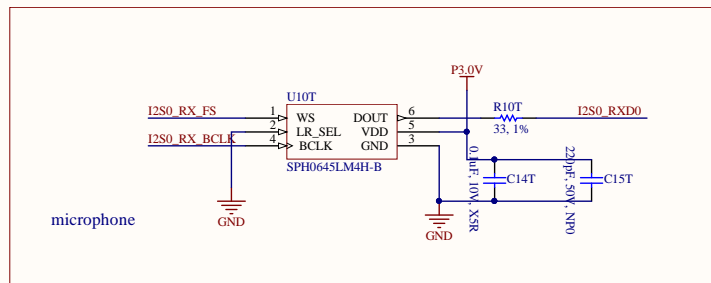 P3.0V
U10T
I2S0_RX_FS
1
WS
DOUT
6
R10T
I2S0_RXD0
33, 1%
2
LR_SEL
VDD
5
I2S0_RX_BCLK
4
BCLK
GND
3
SPH0645LM4H-B
0.1uF, 10V, X5R
C14T
220pF, 50V, NP0
C15T
microphone
GND
GND